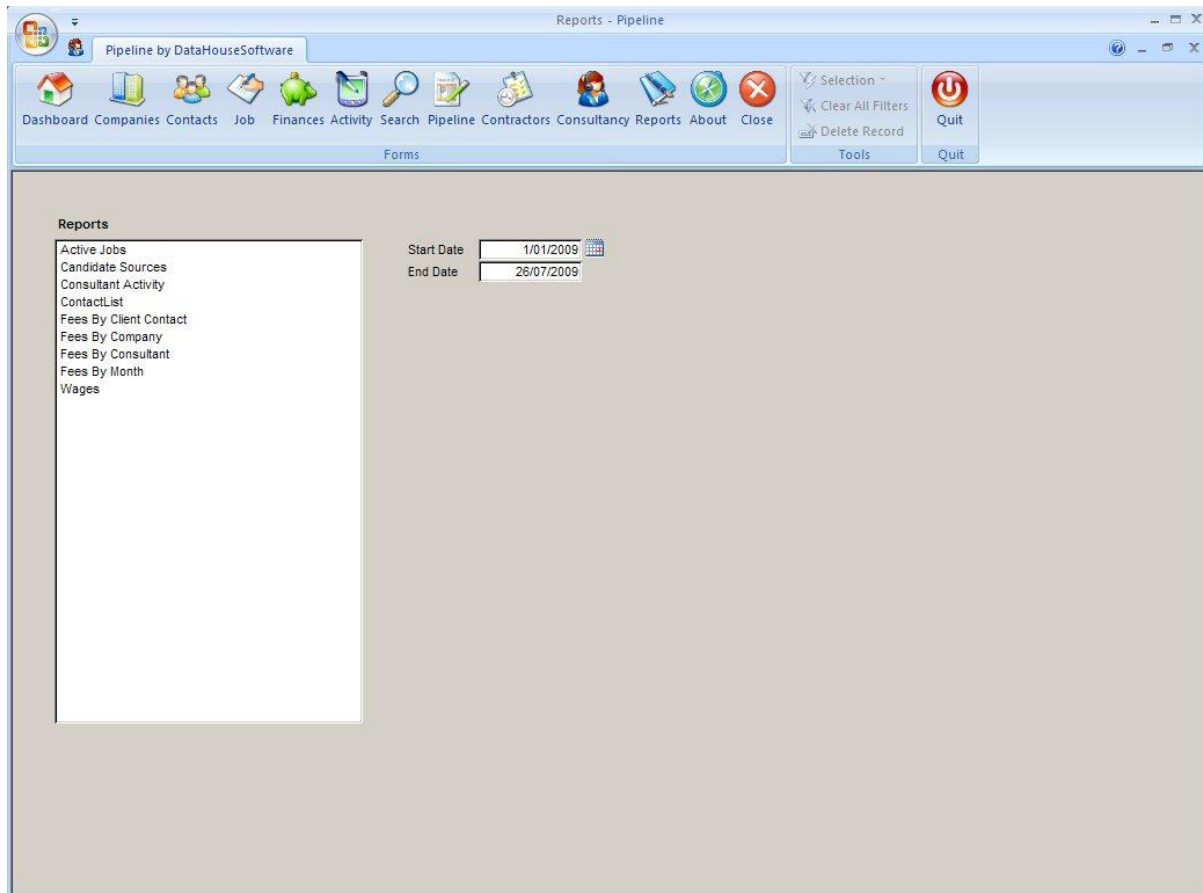 Reports - Pipeline
Pipeline by DataHouseSoftware
Dashboard Companies Contacts Job Finances Activity Search Pipeline Contractors Consultancy Reports About Close
Selection
Clear All Filters
Delete Record
Quit
Forms Tools Quit
Reports
Active Jobs
Candidate Sources
Consultant Activity
ContactList
Fees By Client Contact
Fees By Company
Fees By Consultant
Fees By Month
Wages
Start Date 1/01/2009
End Date 26/07/2009